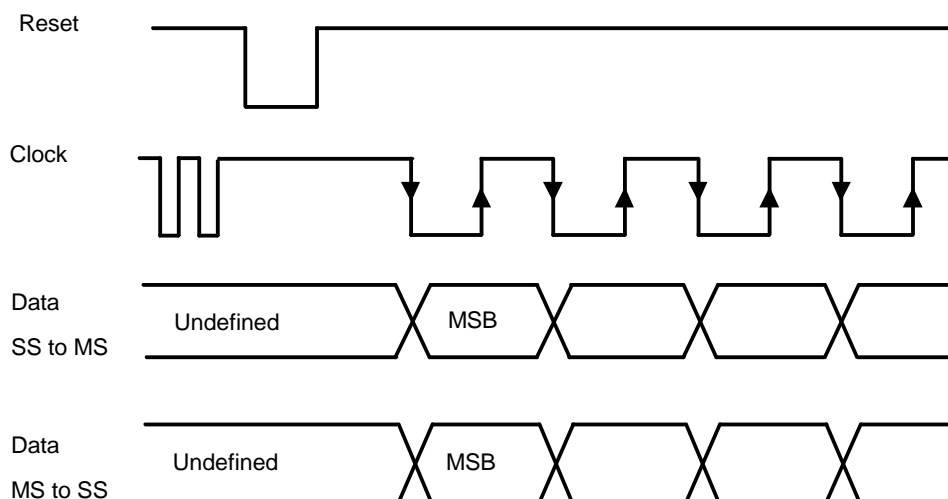 Reset
Clock
Data
SS to MS
Undefined
MSB
Data
MS to SS
Undefined
MSB